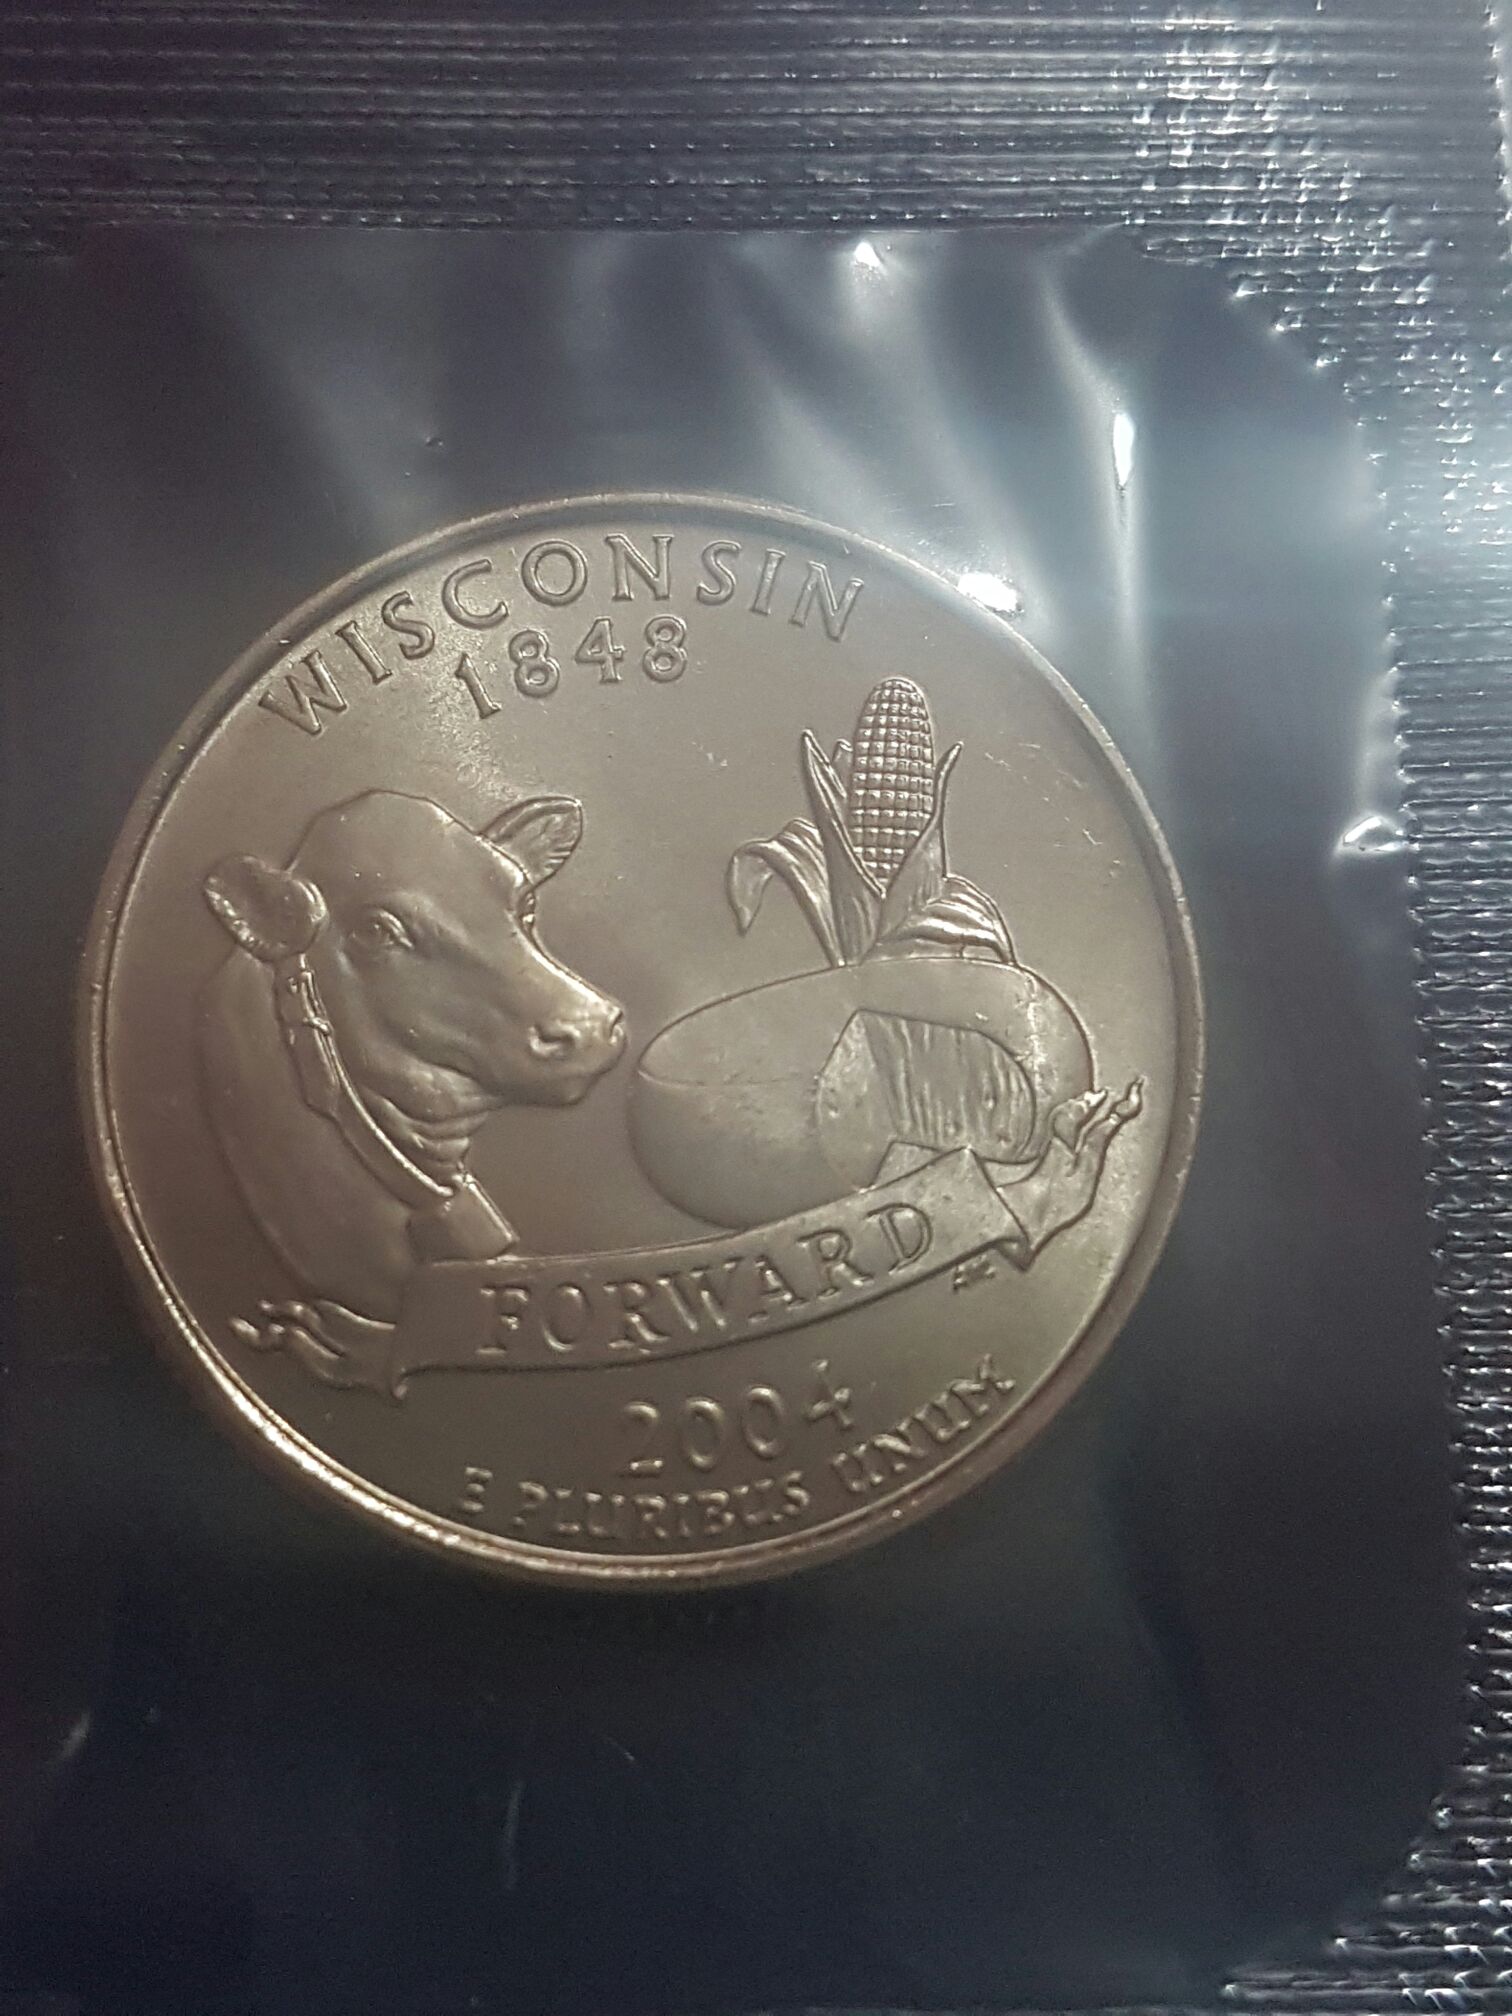 WISCONSIN
1848
FORWARD
2004
E PLURIBUS UNUM